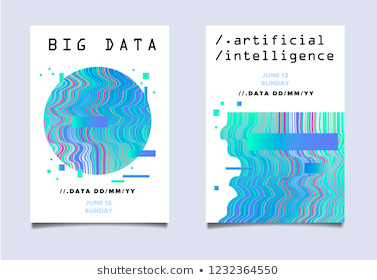 BIG DATA
//.DATA DD/MM/YY
JUNE 12
SUNDAY
/.artificial
/intelligence
JUNE 12
SUNDAY
//.DATA DD/MM/YY
shutterstock.com • 1232364550